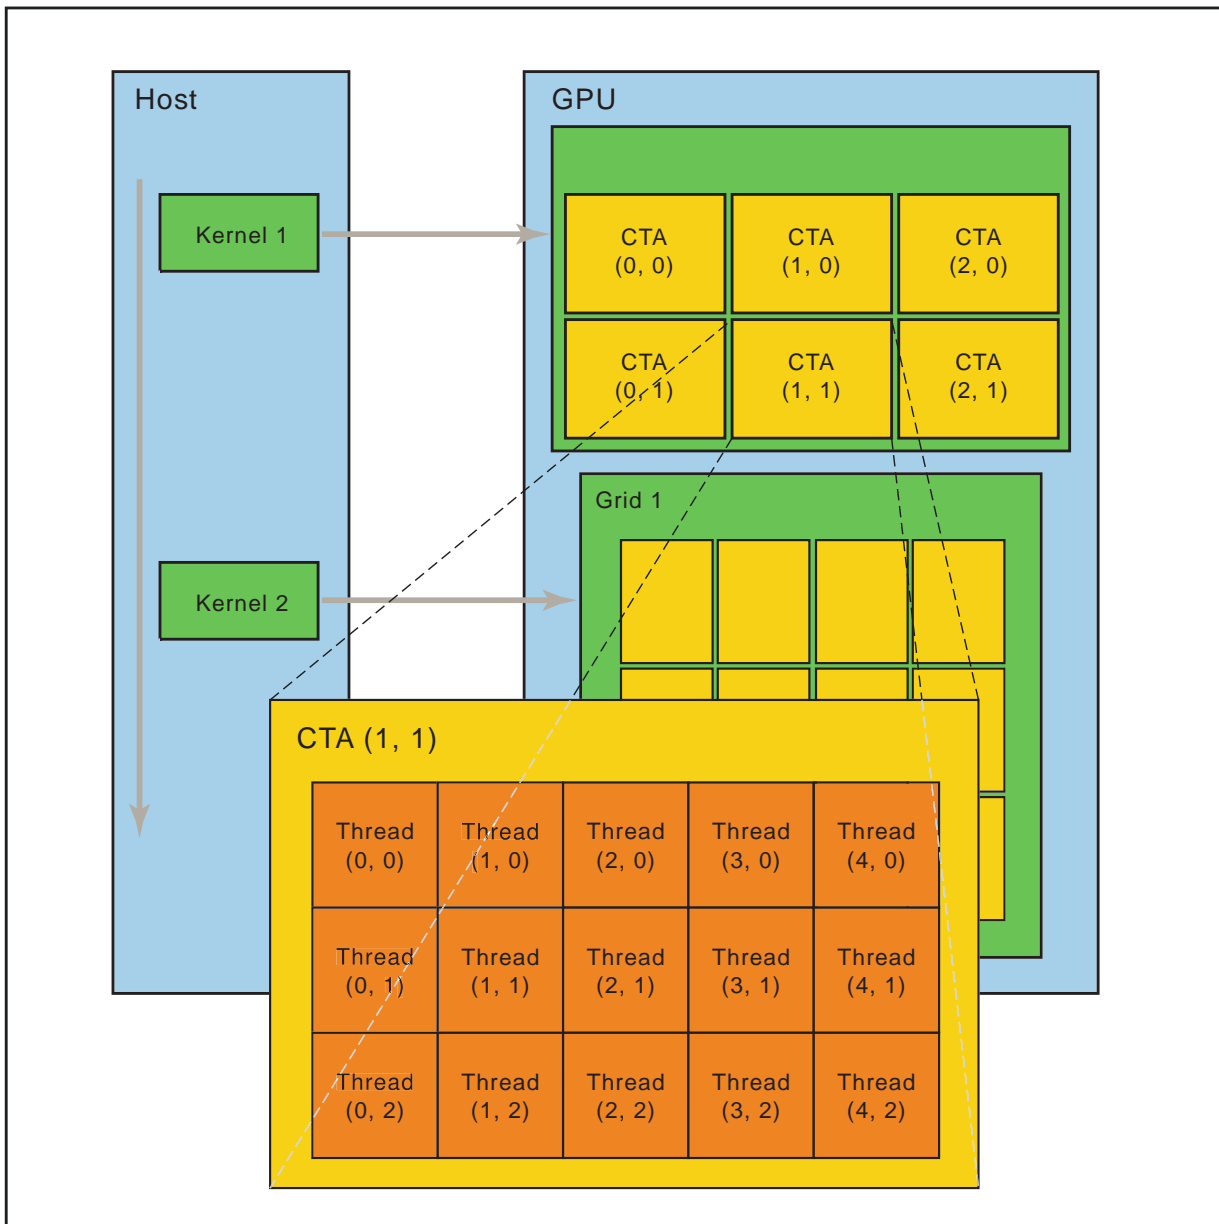 Host
GPU
Kernel 1
CTA
(0, 0)
CTA
(1, 0)
CTA
(2, 0)
CTA
(0, 1)
CTA
(1, 1)
CTA
(2, 1)
Grid 1
Kernel 2
CTA (1, 1)
Thread
(0, 0)
Thread
(1, 0)
Thread
(2, 0)
Thread
(3, 0)
Thread
(4, 0)
Thread
(0, 1)
Thread
(1, 1)
Thread
(2, 1)
Thread
(3, 1)
Thread
(4, 1)
Thread
(0, 2)
Thread
(1, 2)
Thread
(2, 2)
Thread
(3, 2)
Thread
(4, 2)